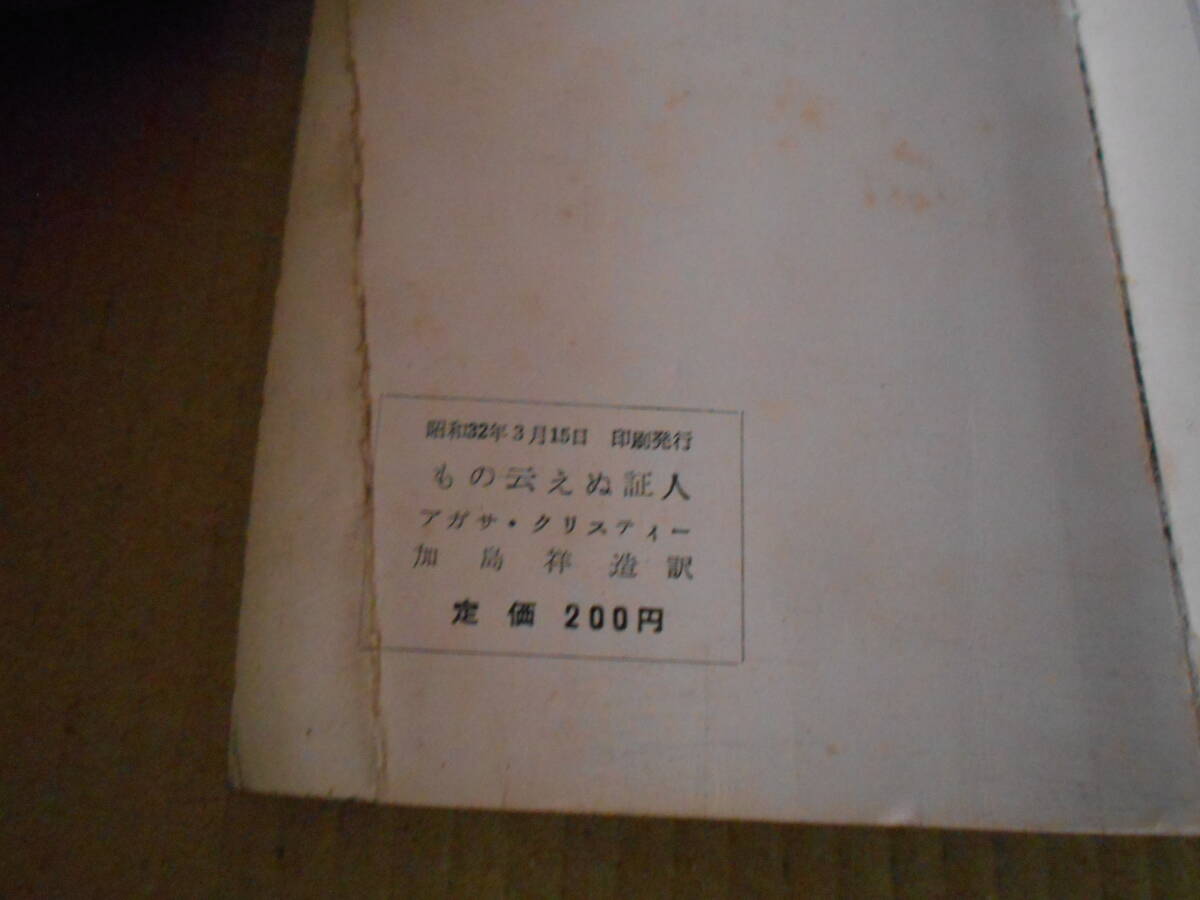 昭和32年3月15日 印刷発行
もの云えぬ証人
アガサ・クリスティー
加島祥造訳
定価 200円